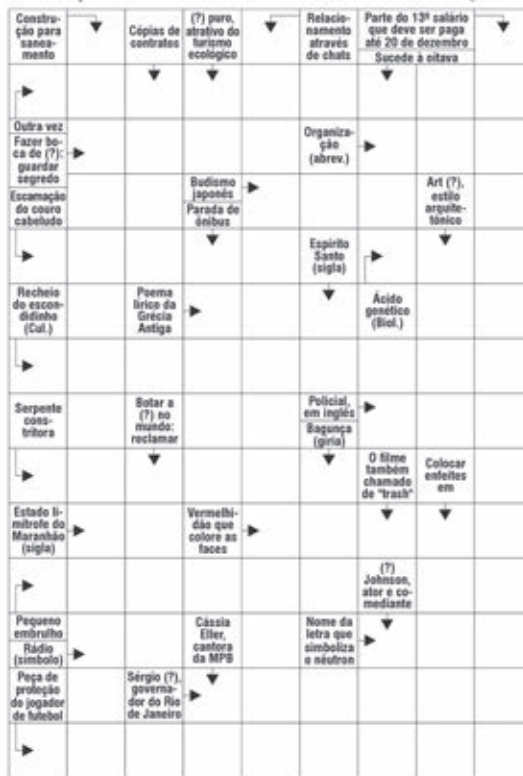 Constru-
ção para
sanea-
mento
Cópias de
contratos
(?) puro,
atrativo do
turismo
ecológico
Relacio-
namento
através
de chats
Parte do 13º salário
que deve ser paga
até 20 de dezembro
Sucede à oitava
Outra vez
Fazer bo-
ca de (?):
guardar
segredo
Organiza-
ção
(abrev.)
Escamação
do couro
cabeludo
Budismo
japonês
Parada de
ônibus
Art (?),
estilo
arquite-
tônico
Espírito
Santo
(sigla)
Recheio
do escon-
didinho
(Cul.)
Poema
lírico da
Grécia
Antiga
Ácido
genético
(Biol.)
Serpente
cons-
tritora
Botar a
(?) no
mundo:
reclamar
Policial,
em inglês
Bagunça
(gíria)
O filme
também
chamado
de "trash"
Colocar
enfeites
em
Estado li-
mítrofe do
Maranhão
(sigla)
Vermelhi-
dão que
colore as
faces
(?)
Johnson,
ator e co-
mediante
Pequeno
embrulho
Rádio
(símbolo)
Cássia
Eller,
cantora
da MPB
Nome da
letra que
simboliza
o nêutron
Peça de
proteção
do jogador
de futebol
Sérgio (?),
governa-
dor do Rio
de Janeiro